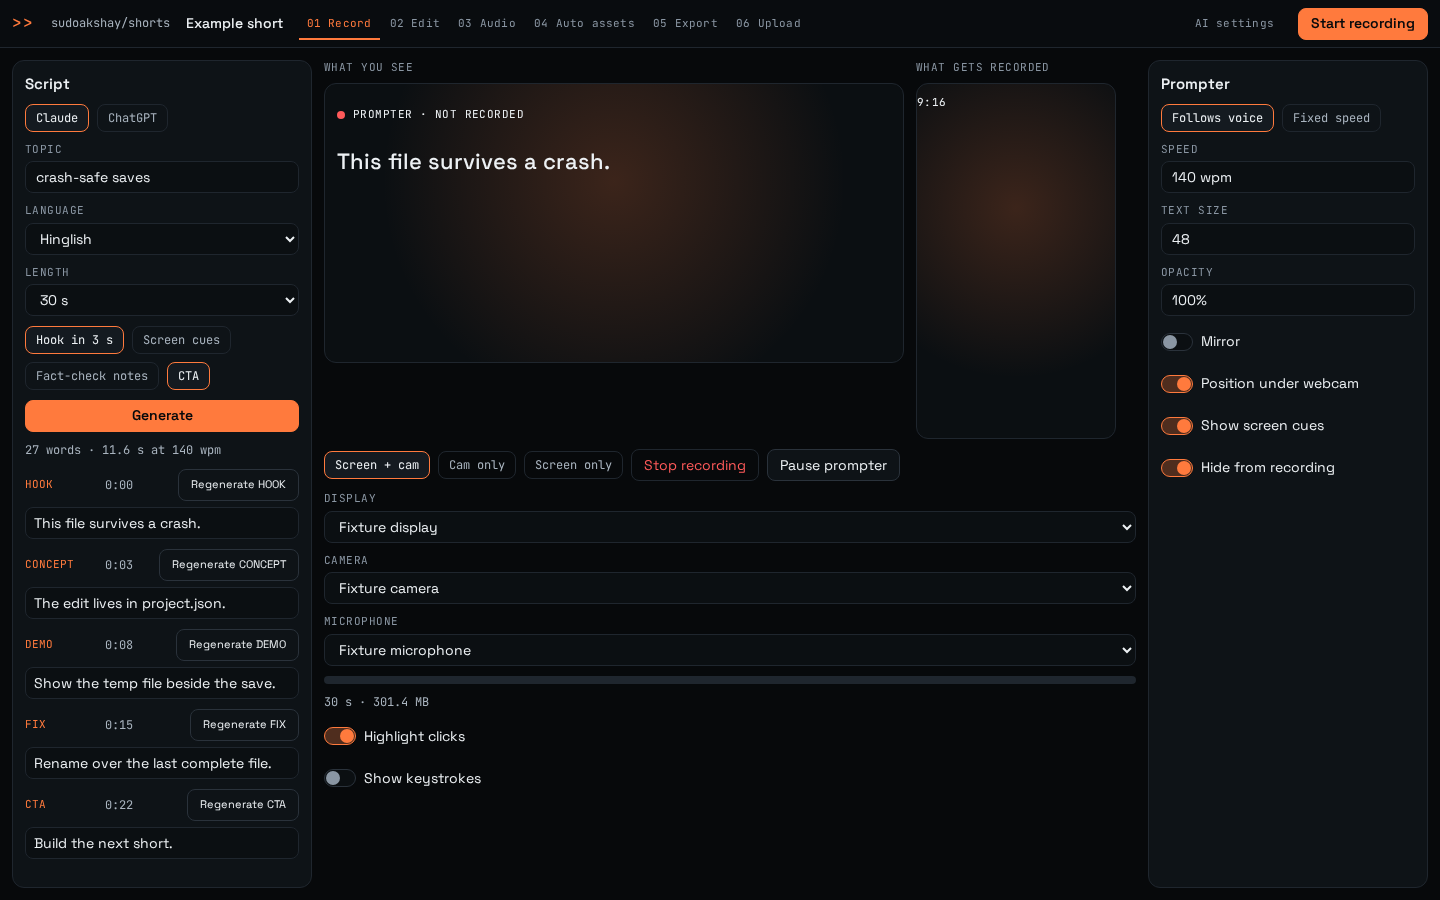 >> sudoakshay/shorts Example short 01 Record 02 Edit 03 Audio 04 Auto assets 05 Export 06 Upload AI settings Start recording
Script
Claude ChatGPT
TOPIC
crash-safe saves
LANGUAGE
Hinglish
LENGTH
30 s
Hook in 3 s Screen cues
Fact-check notes CTA
Generate
27 words · 11.6 s at 140 wpm
HOOK 0:00 Regenerate HOOK
This file survives a crash.
CONCEPT 0:03 Regenerate CONCEPT
The edit lives in project.json.
DEMO 0:08 Regenerate DEMO
Show the temp file beside the save.
FIX 0:15 Regenerate FIX
Rename over the last complete file.
CTA 0:22 Regenerate CTA
Build the next short.
WHAT YOU SEE
PROMPTER · NOT RECORDED
This file survives a crash.
WHAT GETS RECORDED
9:16
Screen + cam Cam only Screen only Stop recording Pause prompter
DISPLAY
Fixture display
CAMERA
Fixture camera
MICROPHONE
Fixture microphone
30 s · 301.4 MB
Highlight clicks
Show keystrokes
Prompter
Follows voice Fixed speed
SPEED
140 wpm
TEXT SIZE
48
OPACITY
100%
Mirror
Position under webcam
Show screen cues
Hide from recording